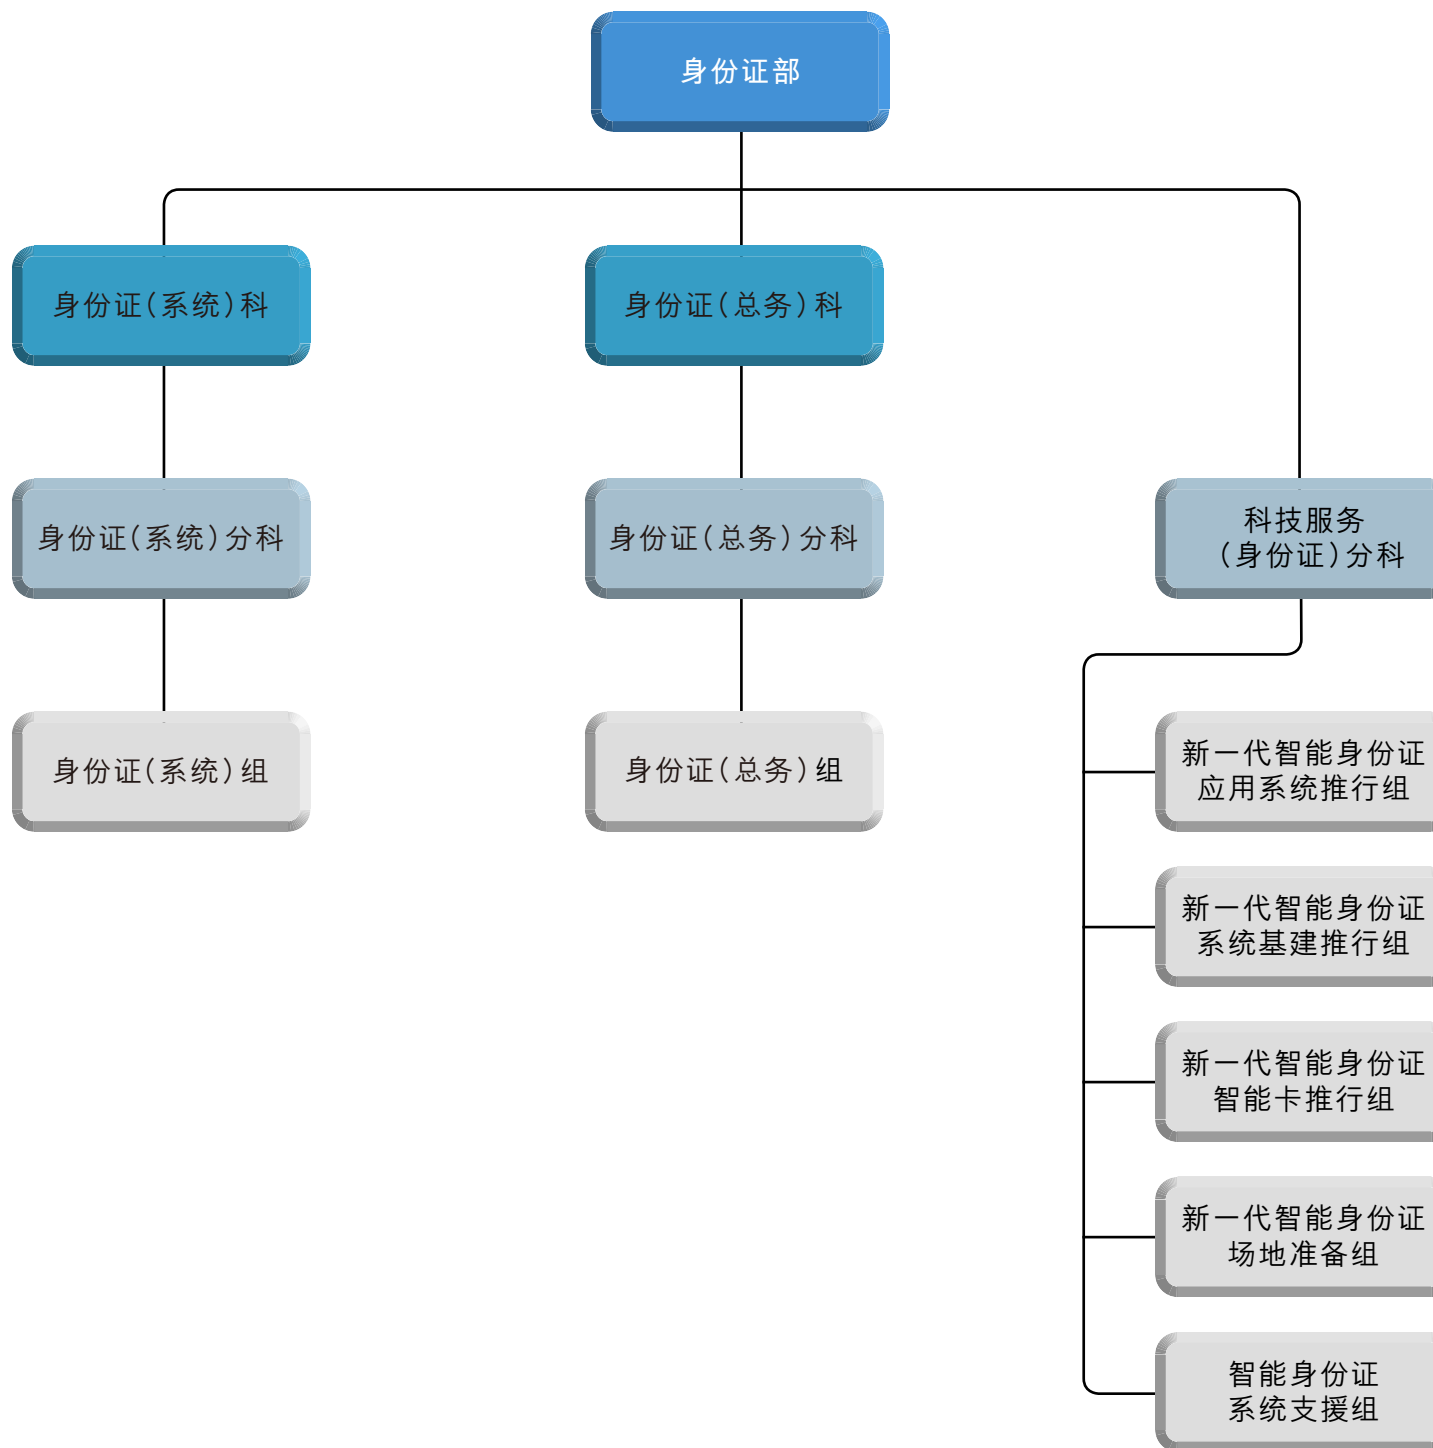 身份证部
身份证(系统)科
身份证(总务)科
身份证(系统)分科
身份证(总务)分科
科技服务
(身份证)分科
身份证(系统)组
身份证(总务)组
新一代智能身份证
应用系统推行组
新一代智能身份证
系统基建推行组
新一代智能身份证
智能卡推行组
新一代智能身份证
场地准备组
智能身份证
系统支援组